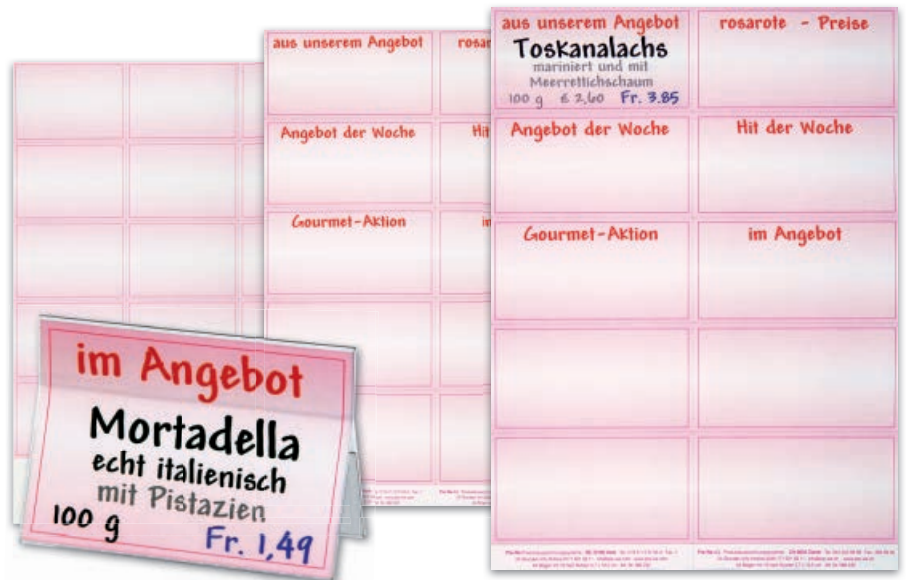 aus unserem Angebot
Toskanalachs
mariniert und mit
Meerrettichschaum
100 g € 2,60 Fr. 3.85
rosarote - Preise
Angebot der Woche
Hit der Woche
Gourmet-Aktion
im Angebot
aus unserem Angebot
rosar
Angebot der Woche
Hit
Gourmet-Aktion
im Angebot
Mortadella
echt italienisch
mit Pistazien
100 g
Fr. 1,49